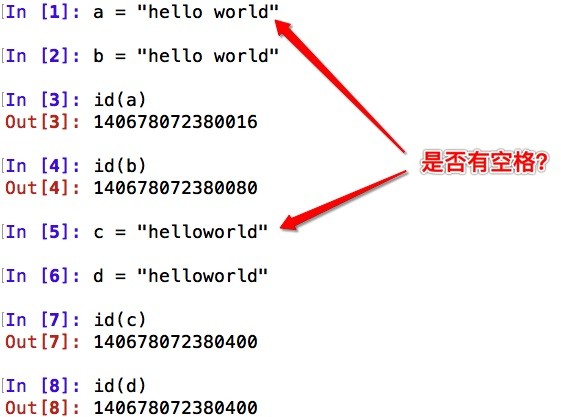 In [1]: a = "hello world"
In [2]: b = "hello world"
In [3]: id(a)
Out[3]: 140678072380016
In [4]: id(b)
Out[4]: 140678072380080
是否有空格?
In [5]: c = "helloworld"
In [6]: d = "helloworld"
In [7]: id(c)
Out[7]: 140678072380400
In [8]: id(d)
Out[8]: 140678072380400